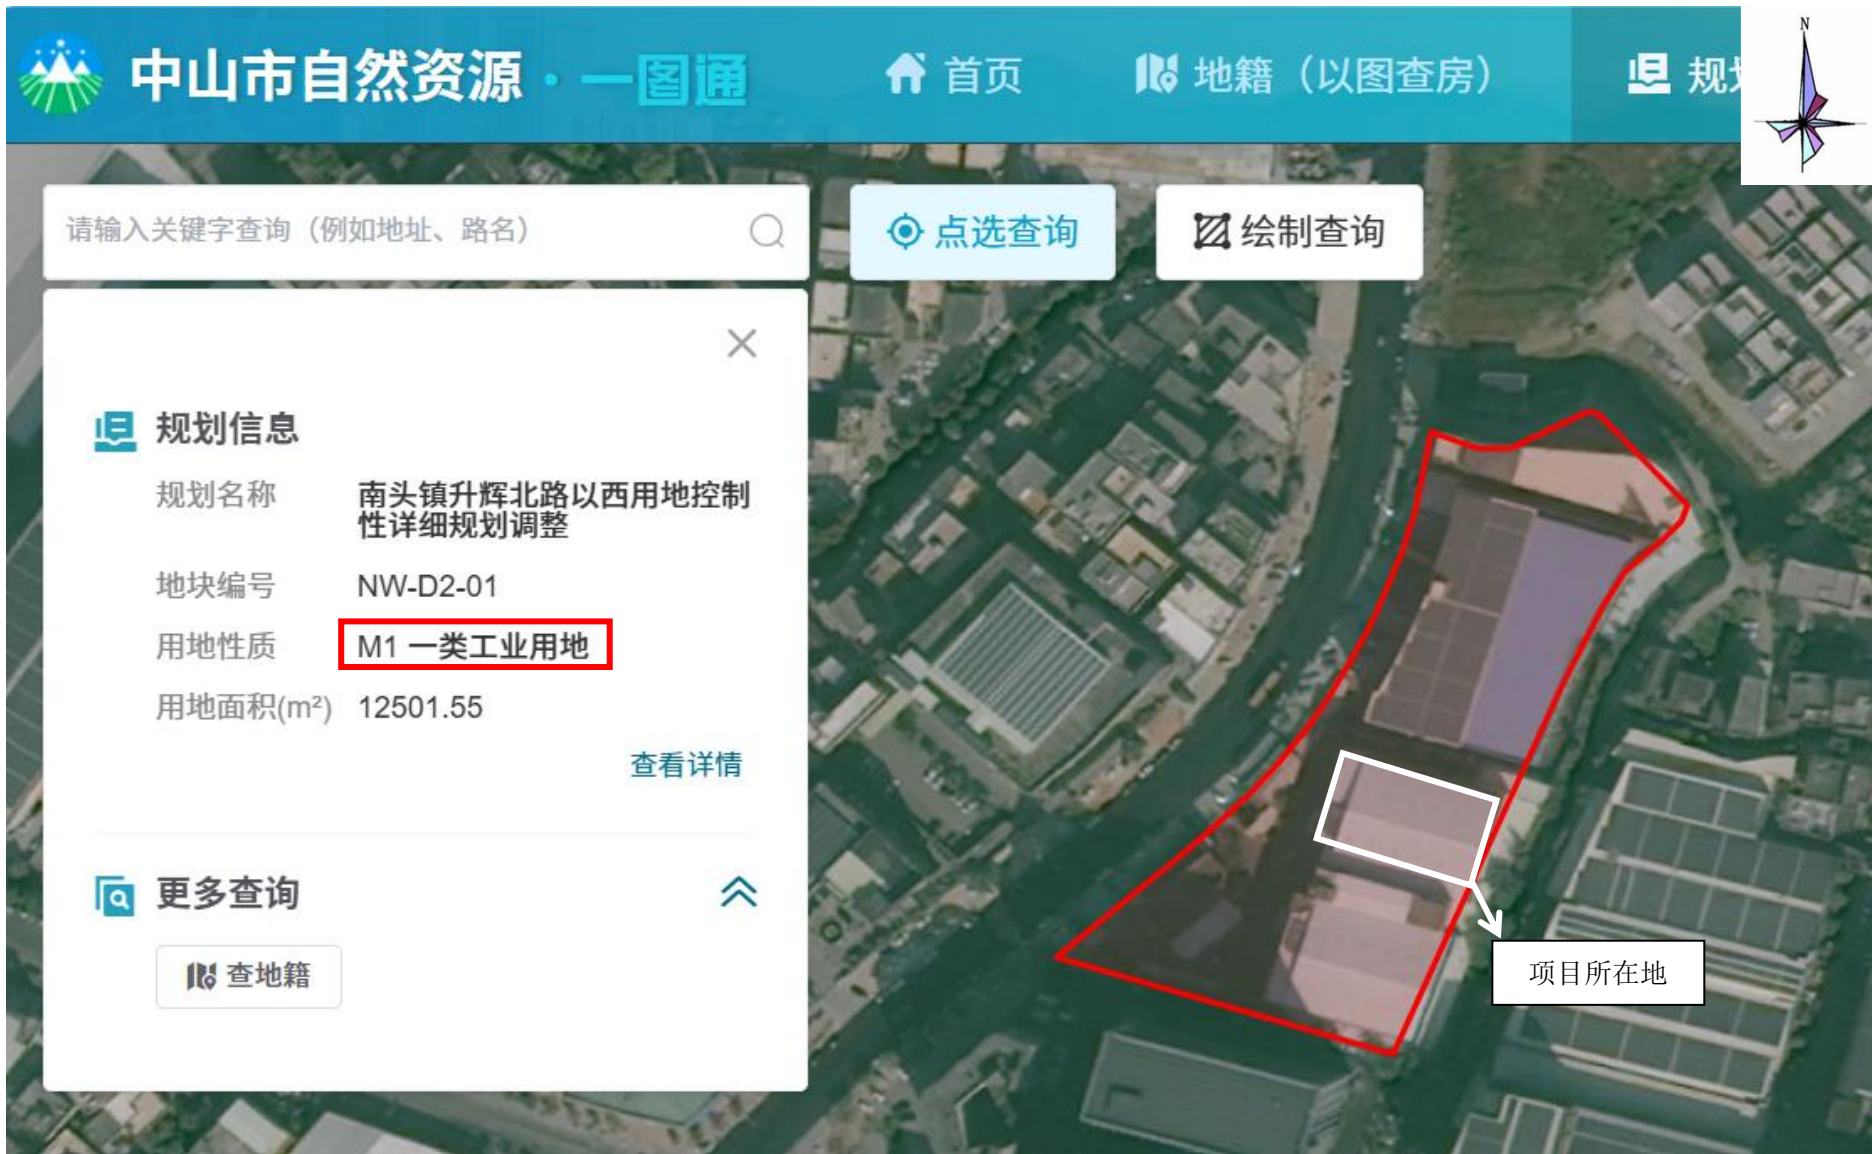 中山市自然资源·一图通
首页
地籍（以图查房）
规
N
请输入关键字查询（例如地址、路名）
点选查询
绘制查询
规划信息
规划名称
南头镇升辉北路以西用地控制
性详细规划调整
地块编号
NW-D2-01
用地性质
M1 一类工业用地
用地面积(m²)
12501.55
查看详情
更多查询
查地籍
项目所在地